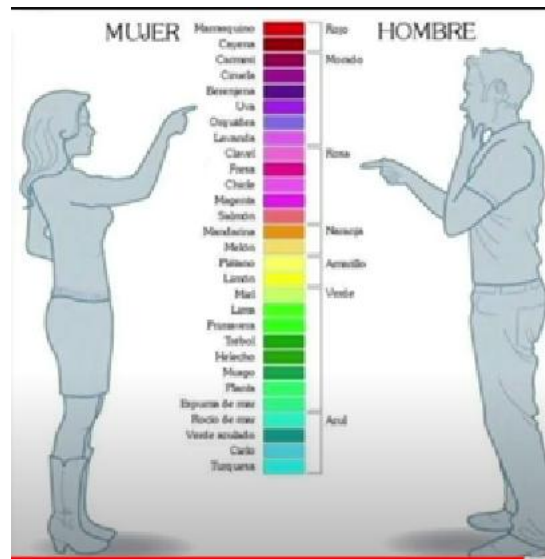 MUJER
HOMBRE
Marrasquino
Rojo
Cayena
Carmesí
Morado
Ciruela
Berenjena
Uva
Orquídea
Lavanda
Clavel
Rosa
Fresa
Chicle
Magenta
Salmón
Mandarina
Naranja
Melón
Plátano
Amarillo
Limón
Verde
Lima
Primavera
Trébol
Helecho
Musgo
Planta
Espuma de mar
Rocío de mar
Azul
Verde azulado
Cielo
Turquesa